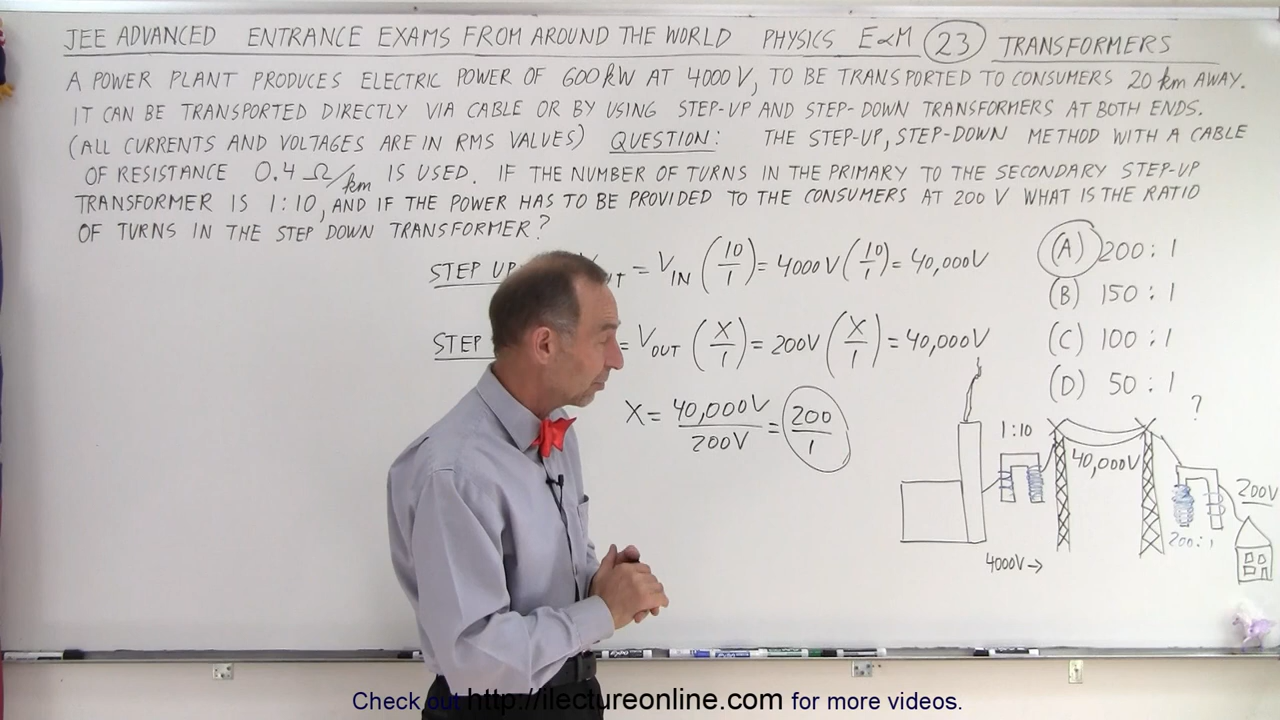 JEE ADVANCED ENTRANCE EXAMS FROM AROUND THE WORLD PHYSICS E∝M 23 TRANSFORMERS
A POWER PLANT PRODUCES ELECTRIC POWER OF 600 kW AT 4000 V, TO BE TRANSPORTED TO CONSUMERS 20 km AWAY.
IT CAN BE TRANSPORTED DIRECTLY VIA CABLE OR BY USING STEP-UP AND STEP-DOWN TRANSFORMERS AT BOTH ENDS.
(ALL CURRENTS AND VOLTAGES ARE IN RMS VALUES) QUESTION: THE STEP-UP, STEP-DOWN METHOD WITH A CABLE
OF RESISTANCE 0.4 Ω/km IS USED. IF THE NUMBER OF TURNS IN THE PRIMARY TO THE SECONDARY STEP-UP
TRANSFORMER IS 1:10, AND IF THE POWER HAS TO BE PROVIDED TO THE CONSUMERS AT 200 V WHAT IS THE RATIO
OF TURNS IN THE STEP DOWN TRANSFORMER?
STEP UP = V_IN (10/1) = 4000V (10/1) = 40,000V
STEP = V_OUT (X/1) = 200V (X/1) = 40,000V
X = 40,000V/200V = 200/1
(A) 200:1
(B) 150:1
(C) 100:1
(D) 50:1
?
1:10
40,000V
200V
200:1
4000V →
Check out http://ilectureonline.com for more videos.